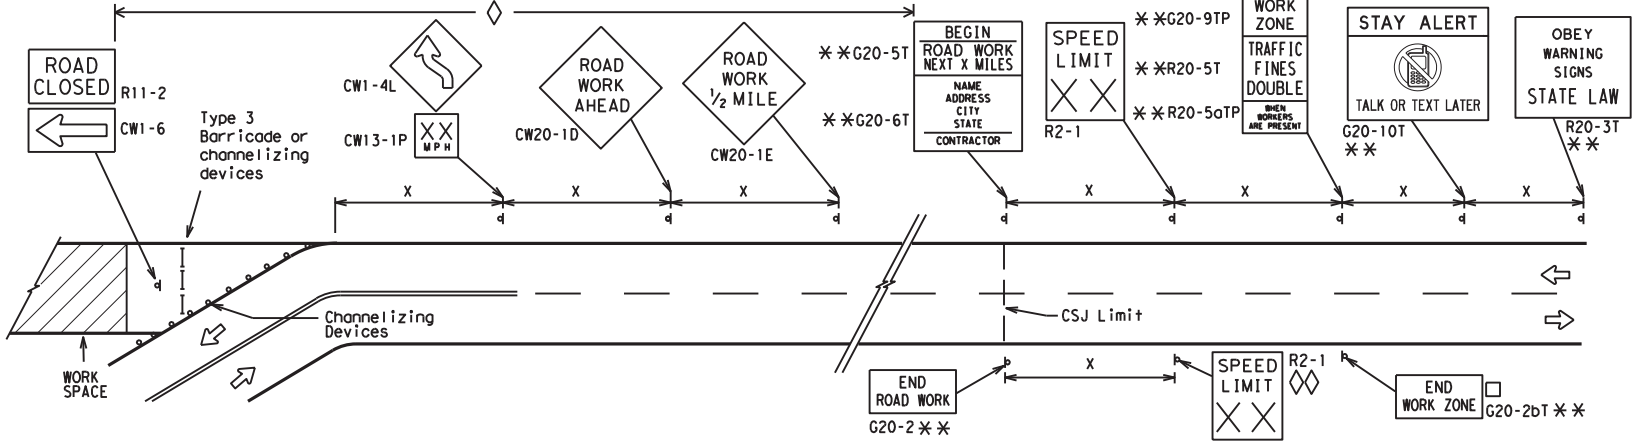 ROAD
CLOSED
R11-2
CW1-6
Type 3
Barricade or
channelizing
devices
CW1-4L
CW13-1P
X X
MPH
ROAD
WORK
AHEAD
CW20-1D
ROAD
WORK
1/2 MILE
CW20-1E
**G20-5T
**G20-6T
BEGIN
ROAD WORK
NEXT X MILES
NAME
ADDRESS
CITY
STATE
CONTRACTOR
SPEED
LIMIT
X X
R2-1
**G20-9TP
**R20-5T
**R20-5aTP
WORK
ZONE
TRAFFIC
FINES
DOUBLE
WHEN
WORKERS
ARE PRESENT
STAY ALERT
TALK OR TEXT LATER
G20-10T
**
OBEY
WARNING
SIGNS
STATE LAW
R20-3T
**
X
X
X
X
X
X
X
Channelizing
Devices
WORK
SPACE
CSJ Limit
END
ROAD WORK
G20-2 **
X
SPEED
LIMIT
X X
R2-1
END
WORK ZONE
G20-2bT **